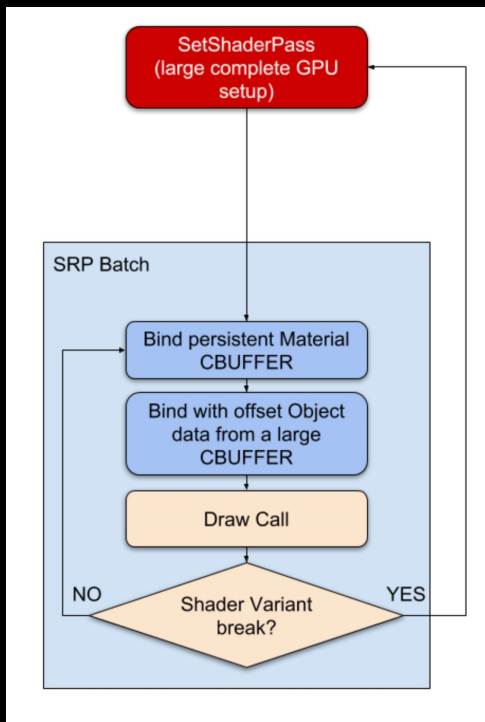 SetShaderPass
(large complete GPU
setup)
SRP Batch
Bind persistent Material
CBUFFER
Bind with offset Object
data from a large
CBUFFER
Draw Call
NO
YES
Shader Variant
break?